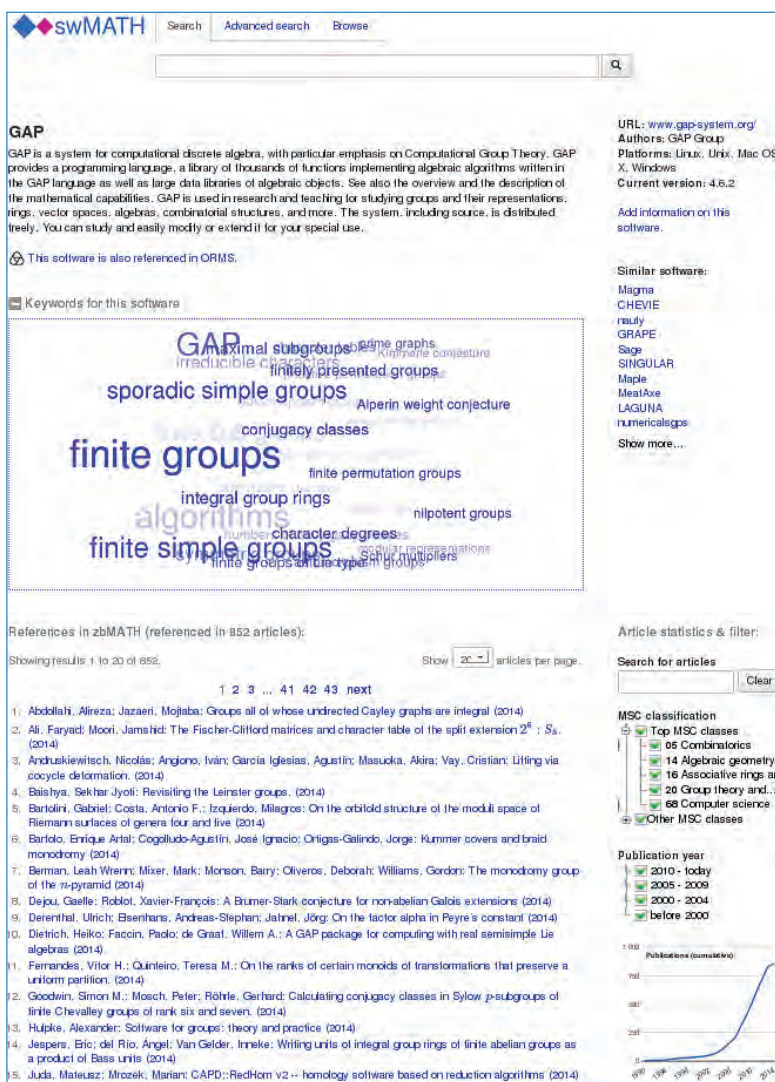 swMATH Search Advanced search Browse
GAP
GAP is a system for computational discrete algebra, with particular emphasis on Computational Group Theory. GAP
provides a programming language, a library of thousands of functions implementing algebraic algorithms written in
the GAP language as well as large data libraries of algebraic objects. See also the overview and the description of
the mathematical capabilities. GAP is used in research and teaching for studying groups and their representations,
rings, vector spaces, algebras, combinatorial structures, and more. The system, including source, is distributed
freely. You can study and easily modify or extend it for your special use.
This software is also referenced in ORMS.
URL: www.gap-system.org/
Authors: GAP Group
Platforms: Linux, Unix, Mac OS
X, Windows
Current version: 4.6.2
Add information on this
software.
Similar software:
Magma
CHEVIE
nauty
GRAPE
Sage
SINGULAR
Maple
MeatAxe
LAGUNA
numericalsgps
Show more...
Keywords for this software
GAP
maximal subgroups
prime graphs
Kimmerle conjecture
irreducible characters
finitely presented groups
sporadic simple groups
Alperin weight conjecture
conjugacy classes
finite groups
finite permutation groups
integral group rings
nilpotent groups
algorithms
character degrees
finite simple groups
modular representations
Schur multipliers
finite groups of Lie type
References in zbMATH (referenced in 852 articles):
Showing results 1 to 20 of 852.
Show 20 articles per page.
1 2 3 ... 41 42 43 next
1. Abdollahi, Alireza; Jazaeri, Mojtaba: Groups all of whose undirected Cayley graphs are integral (2014)
2. Ali, Faryad; Moori, Jamshid: The Fischer-Clifford matrices and character table of the split extension 2⁶ : S₈.
(2014)
3. Andruskiewitsch, Nicolás; Angiono, Iván; García Iglesias, Agustín; Masuoka, Akira; Vay, Cristian: Lifting via
cocycle deformation. (2014)
4. Baishya, Sekhar Jyoti: Revisiting the Leinster groups. (2014)
5. Bartolini, Gabriel; Costa, Antonio F.; Izquierdo, Milagros: On the orbifold structure of the moduli space of
Riemann surfaces of genera four and five (2014)
6. Bartolo, Enrique Artal; Cogolludo-Agustín, José Ignacio; Ortigas-Galindo, Jorge: Kummer covers and braid
monodromy (2014)
7. Berman, Leah Wrenn; Mixer, Mark; Monson, Barry; Oliveros, Deborah; Williams, Gordon: The monodromy group
of the n-pyramid (2014)
8. Dejou, Gaelle; Roblot, Xavier-François: A Brumer-Stark conjecture for non-abelian Galois extensions (2014)
9. Derenthal, Ulrich; Elsenhans, Andreas-Stephan; Jahnel, Jörg: On the factor alpha in Peyre's constant (2014)
10. Dietrich, Heiko; Faccin, Paolo; de Graaf, Willem A.: A GAP package for computing with real semisimple Lie
algebras (2014)
11. Fernandes, Vítor H.; Quinteiro, Teresa M.: On the ranks of certain monoids of transformations that preserve a
uniform partition. (2014)
12. Goodwin, Simon M.; Mosch, Peter; Röhrle, Gerhard: Calculating conjugacy classes in Sylow p-subgroups of
finite Chevalley groups of rank six and seven. (2014)
13. Hulpke, Alexander: Software for groups: theory and practice (2014)
14. Jespers, Eric; del Río, Ángel; Van Gelder, Inneke: Writing units of integral group rings of finite abelian groups as
a product of Bass units (2014)
15. Juda, Mateusz; Mrozek, Marian: CAPD::RedHom v2 -- homology software based on reduction algorithms (2014)
Article statistics & filter:
Search for articles
Clear
MSC classification
Top MSC classes
05 Combinatorics
14 Algebraic geometry
16 Associative rings a
20 Group theory and...
68 Computer science
Other MSC classes
Publication year
2010 - today
2005 - 2009
2000 - 2004
before 2000
Publications (cumulative)
1 000
750
500
250
0